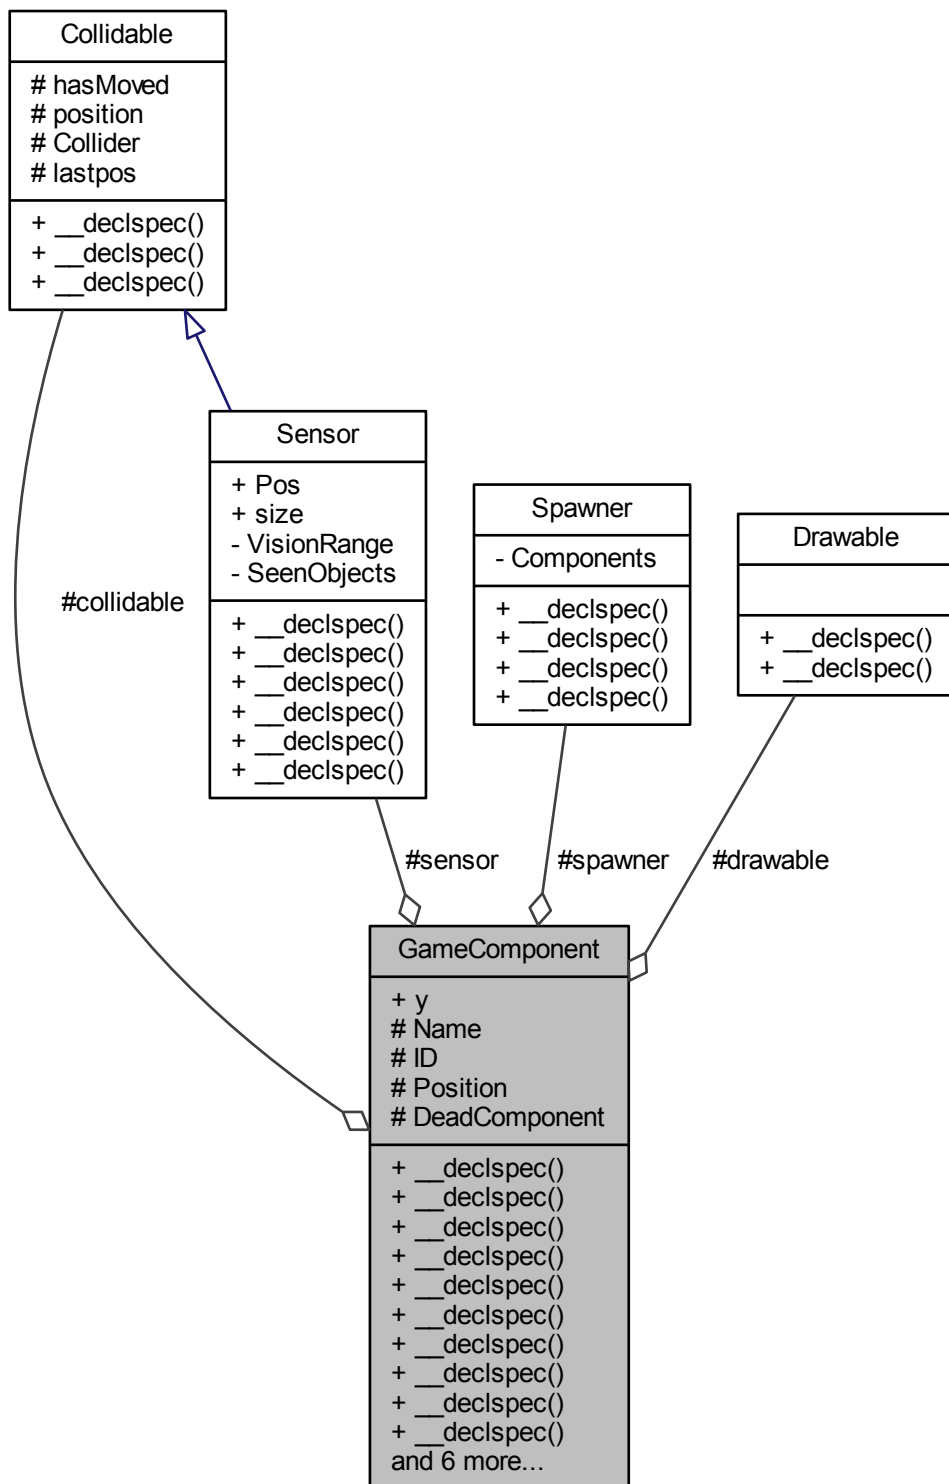 Collidable
# hasMoved
# position
# Collider
# lastpos
+ __declspec()
+ __declspec()
+ __declspec()
Sensor
+ Pos
+ size
- VisionRange
- SeenObjects
+ __declspec()
+ __declspec()
+ __declspec()
+ __declspec()
+ __declspec()
+ __declspec()
Spawner
- Components
+ __declspec()
+ __declspec()
+ __declspec()
+ __declspec()
Drawable
+ __declspec()
+ __declspec()
#collidable
#sensor
#spawner
#drawable
GameComponent
+ y
# Name
# ID
# Position
# DeadComponent
+ __declspec()
+ __declspec()
+ __declspec()
+ __declspec()
+ __declspec()
+ __declspec()
+ __declspec()
+ __declspec()
+ __declspec()
+ __declspec()
and 6 more...